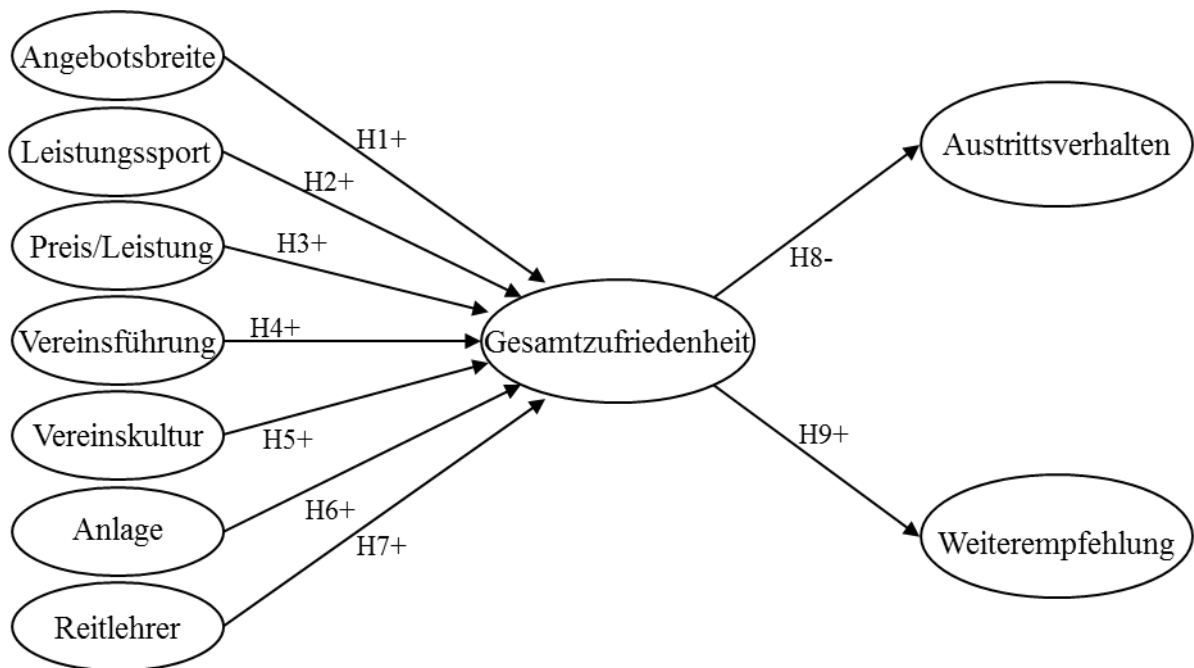 Angebotsbreite
H1+
Leistungssport
H2+
Preis/Leistung
H3+
Vereinsführung
H4+
Vereinskultur
H5+
Anlage
H6+
Reitlehrer
H7+
Gesamtzufriedenheit
H8-
Austrittsverhalten
H9+
Weiterempfehlung